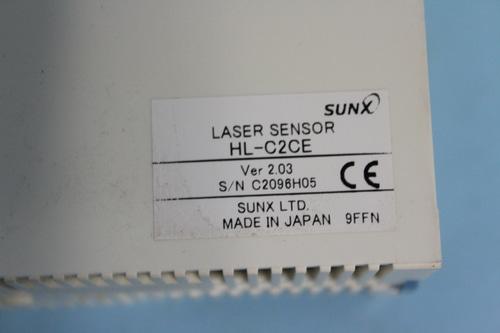 SUNX
LASER SENSOR
HL-C2CE
Ver 2.03
S/N C2096H05
CE
SUNX LTD.
MADE IN JAPAN 9FFN